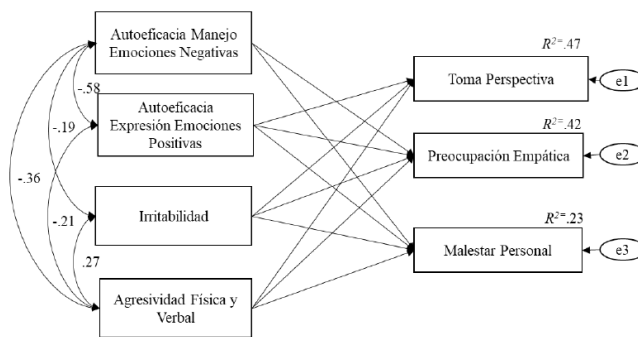 Autoeficacia Manejo
Emociones Negativas
Autoeficacia
Expresión Emociones
Positivas
Irritabilidad
Agresividad Física y
Verbal
-.58
-.19
-.36
-.21
.27
R²=.47
Toma Perspectiva
e1
R²=.42
Preocupación Empática
e2
R²=.23
Malestar Personal
e3